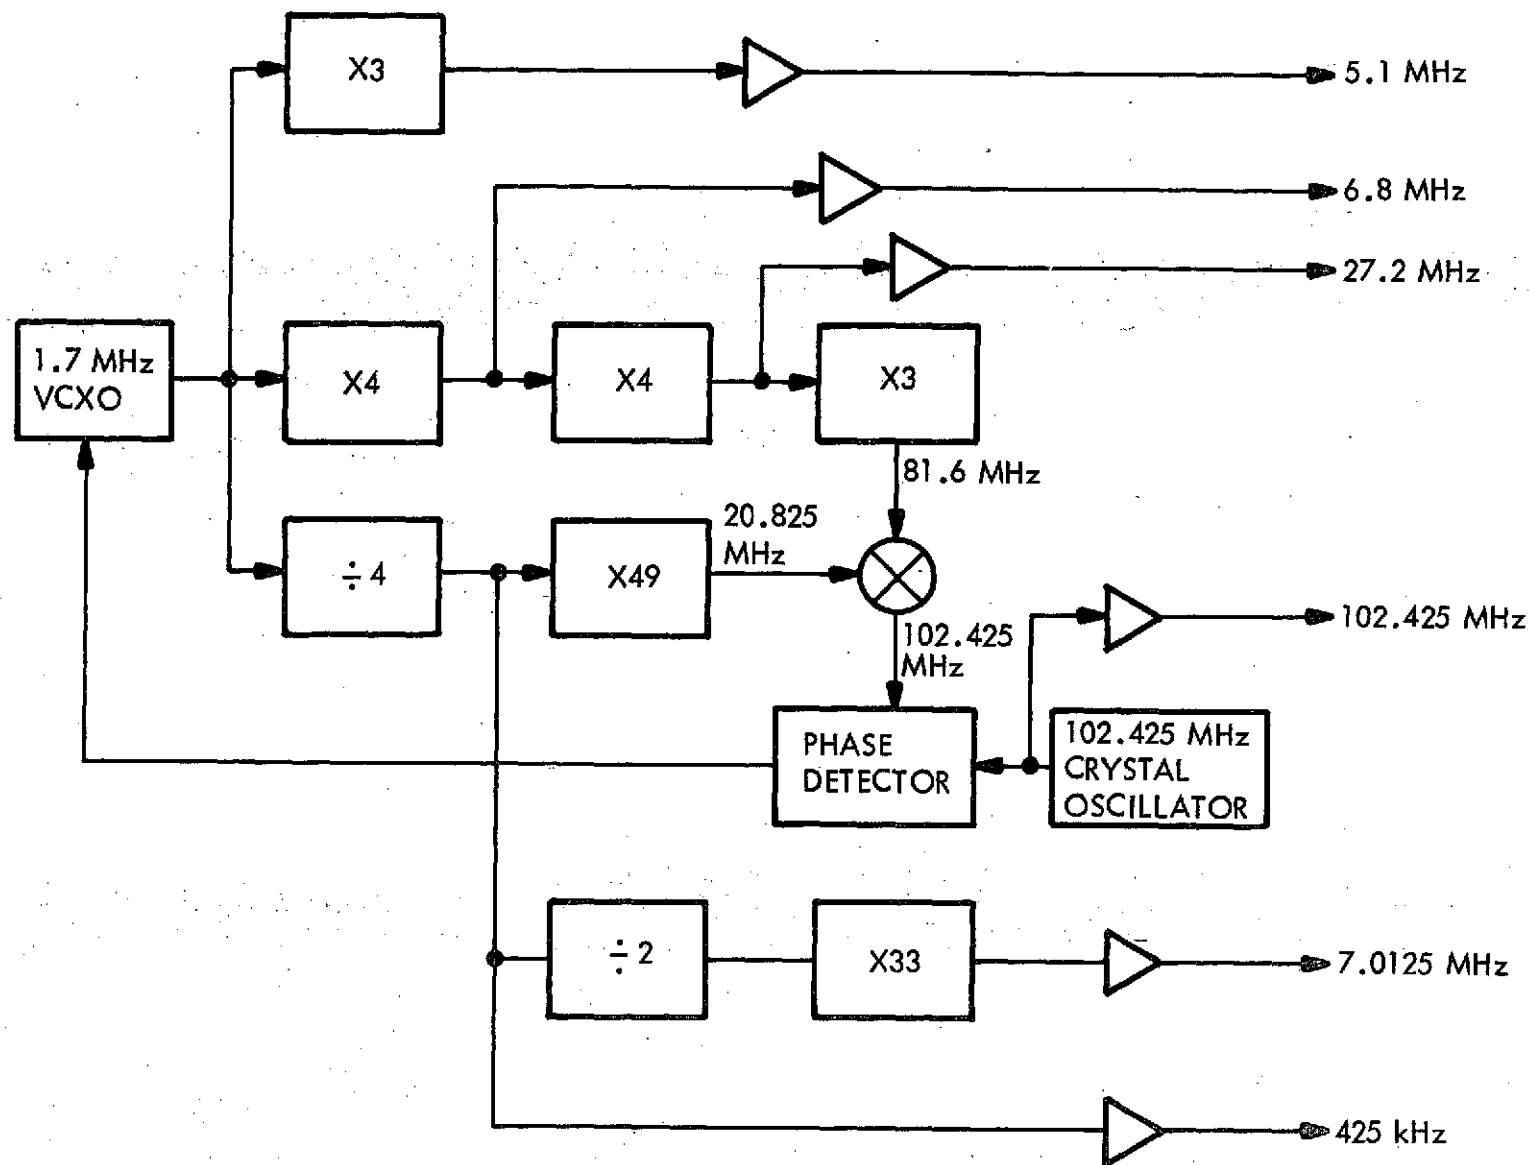 X3
5.1 MHz
6.8 MHz
27.2 MHz
1.7 MHz
VCXO
X4
X4
X3
81.6 MHz
20.825
MHz
÷ 4
X49
102.425
MHz
102.425 MHz
PHASE
DETECTOR
102.425 MHz
CRYSTAL
OSCILLATOR
÷ 2
X33
7.0125 MHz
425 kHz